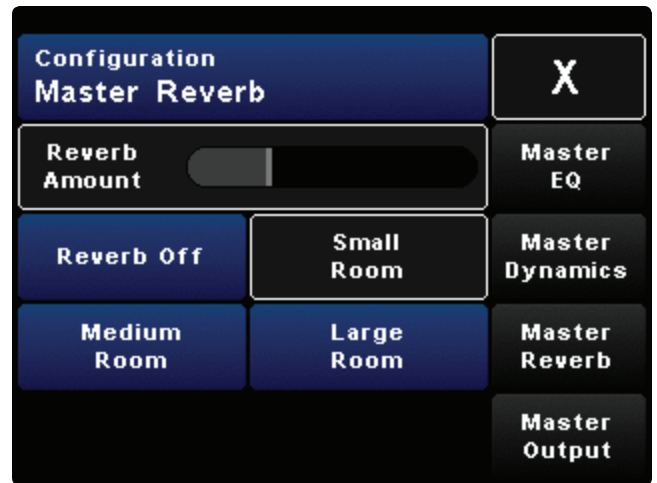 Configuration
Master Reverb
X
Reverb
Amount
Master
EQ
Reverb Off
Small
Room
Master
Dynamics
Medium
Room
Large
Room
Master
Reverb
Master
Output